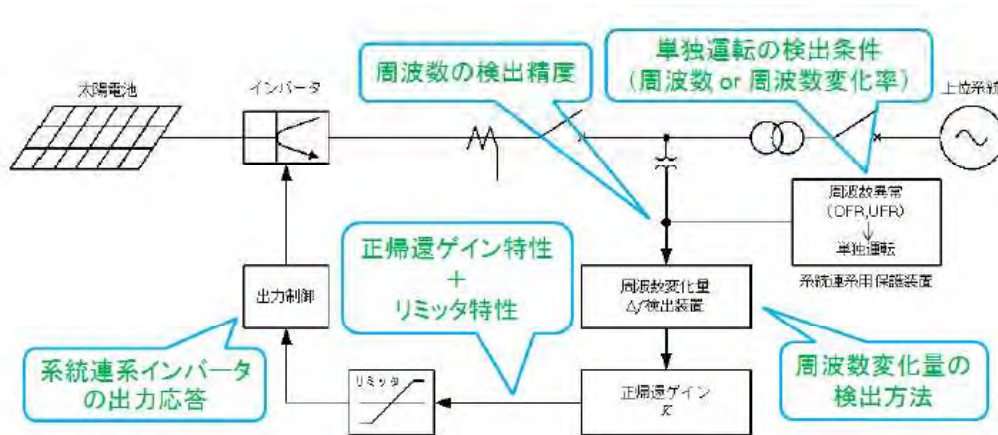 周波数の検出精度
単独運転の検出条件
(周波数 or 周波数変化率)
太陽電池
インバータ
上位系統
周波数異常
(OFR,UFR)
単独運転
系統連系用保護装置
正帰還ゲイン特性
+
リミッタ特性
出力制御
周波数変化量
Δf検出装置
系統連系インバータ
の出力応答
リミッタ
正帰還ゲイン
K
周波数変化量の
検出方法